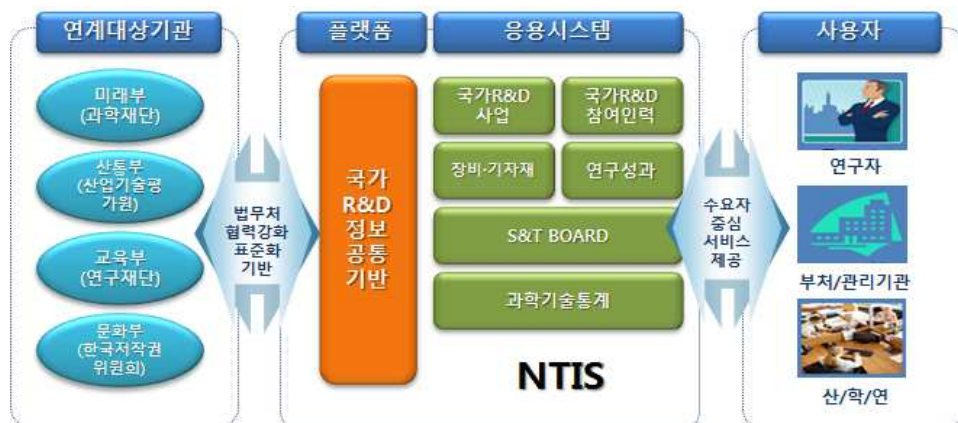 연계대상기관
플랫폼
응용시스템
사용자
미래부
(과학재단)
산통부
(산업기술평
가원)
교육부
(연구재단)
문화부
(한국저작권
위원회)
법무처
협력강화
표준화
기반
국가
R&D
정보
공통
기반
국가R&D
사업
국가R&D
참여인력
장비·기자재
연구성과
S&T BOARD
과학기술통계
NTIS
수요자
중심
서비스
제공
연구자
부처/관리기관
산/학/연